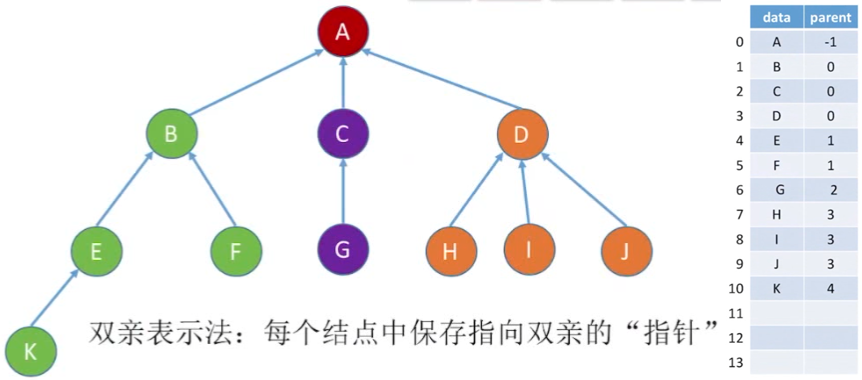 A
B
C
D
E
F
G
H
I
J
K
双亲表示法：每个结点中保存指向双亲的“指针”
data parent
0 A -1
1 B 0
2 C 0
3 D 0
4 E 1
5 F 1
6 G 2
7 H 3
8 I 3
9 J 3
10 K 4
11
12
13